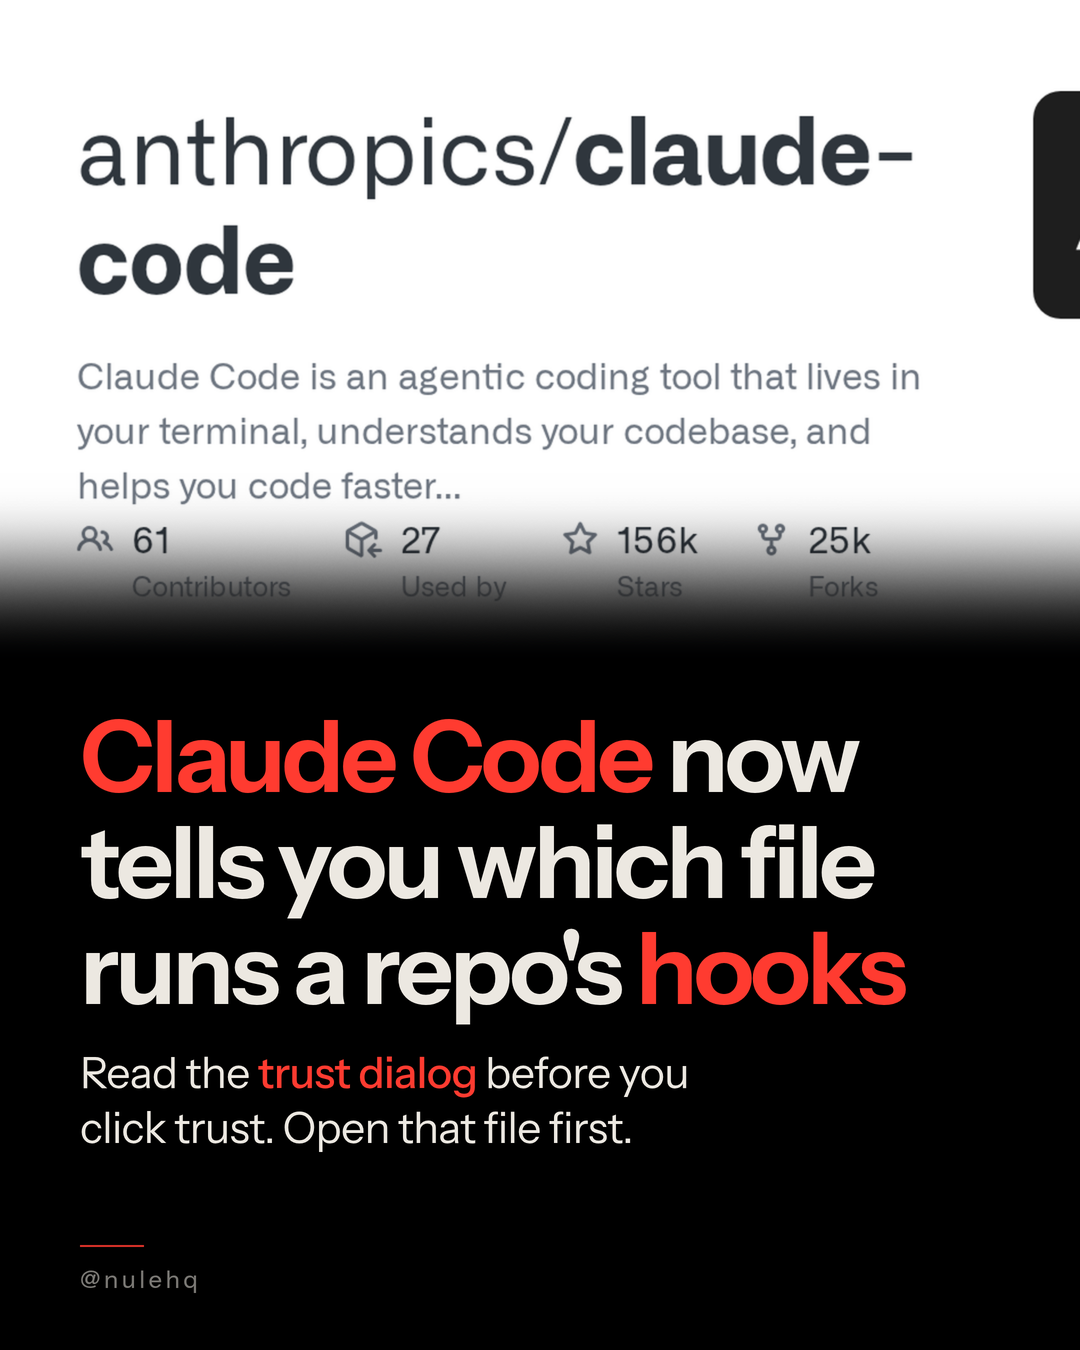 anthropics/claude-
code
Claude Code is an agentic coding tool that lives in
your terminal, understands your codebase, and
helps you code faster...
61 27 156k 25k
Contributors Used by Stars Forks
Claude Code now
tells you which file
runs a repo's hooks
Read the trust dialog before you
click trust. Open that file first.
@nulehq